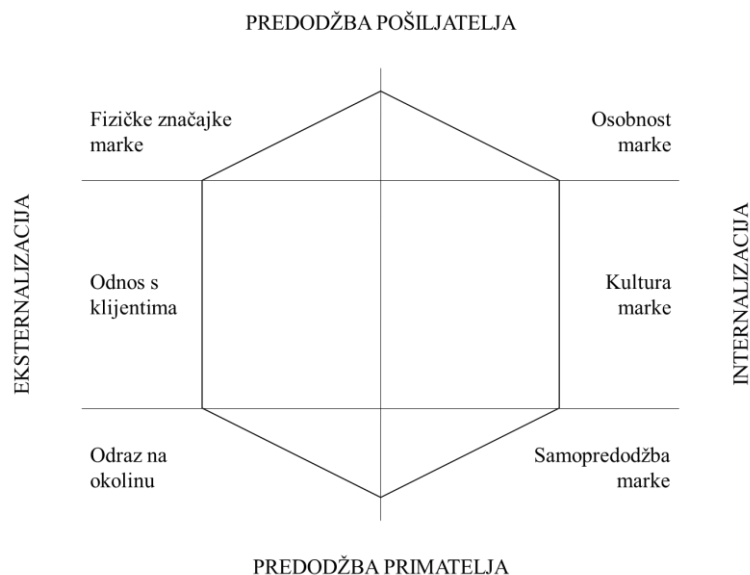 PREDODŽBA POŠILJATELJA
Fizičke značajke
marke
Osobnost
marke
EKSTERNALIZACIJA
Odnos s
klijentima
Kultura
marke
INTERNALIZACIJA
Odraz na
okolinu
Samopredodžba
marke
PREDODŽBA PRIMATELJA